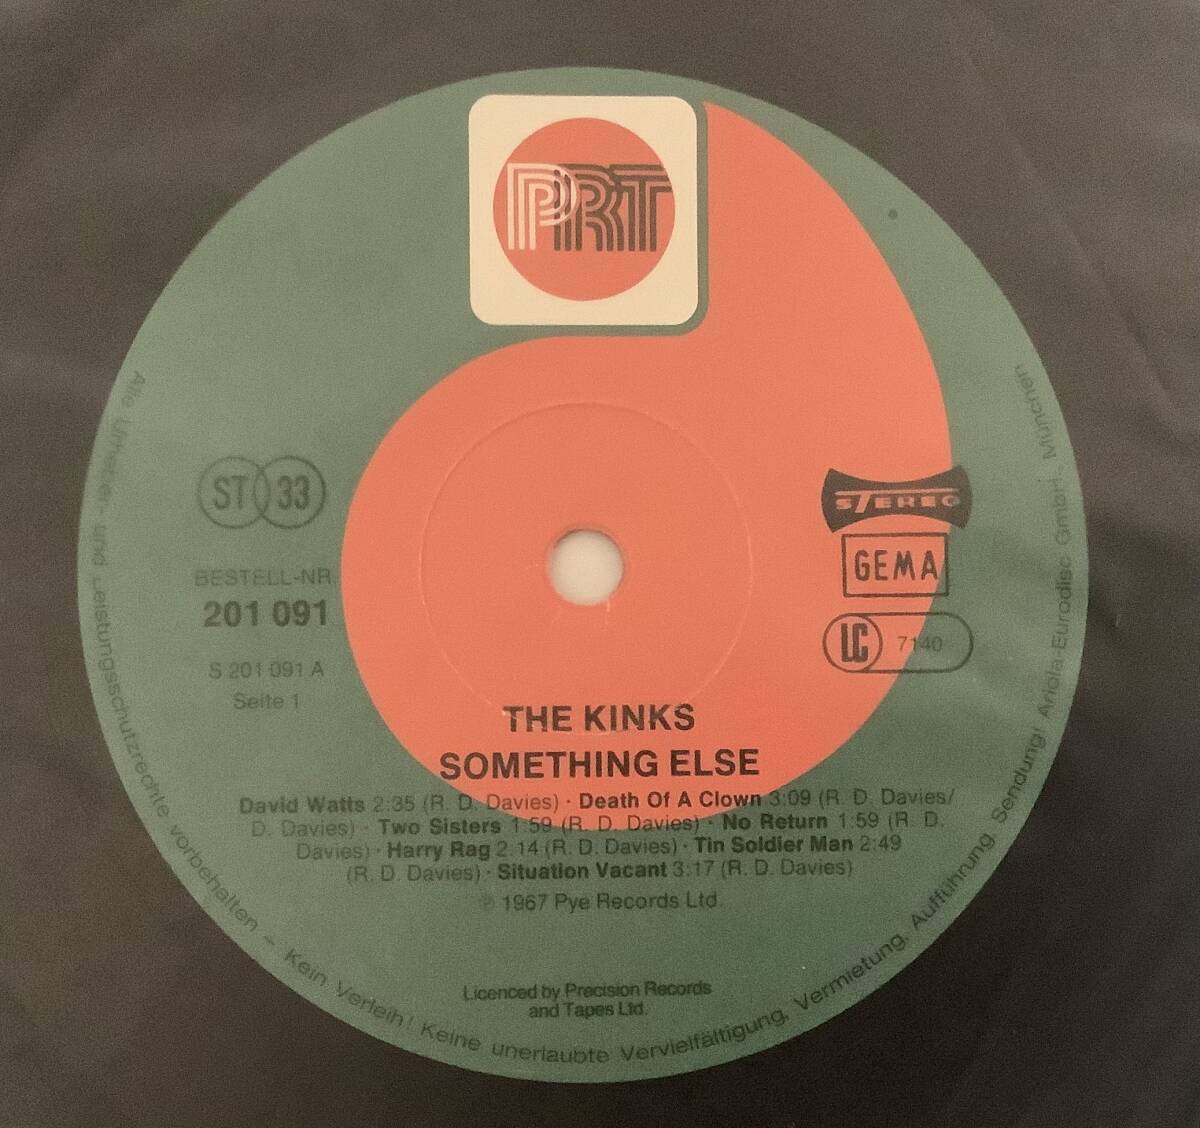 PRT
ST 33
BESTELL-NR.
201 091
S 201 091 A
Seite 1
STEREO
GEMA
LC 7140
THE KINKS
SOMETHING ELSE
David Watts 2:35 (R. D. Davies) · Death Of A Clown 3:09 (R. D. Davies/
D. Davies) · Two Sisters 1:59 (R. D. Davies) · No Return 1:59 (R. D.
Davies) · Harry Rag 2:14 (R. D. Davies) · Tin Soldier Man 2:49
(R. D. Davies) · Situation Vacant 3:17 (R. D. Davies)
℗ 1967 Pye Records Ltd.
Licenced by Precision Records
and Tapes Ltd.
Alle Urheber- und Leistungsschutzrechte vorbehalten – Kein Verleih! Keine unerlaubte Vervielfältigung, Vermietung, Aufführung, Sendung! Ariola-Eurodisc GmbH - München